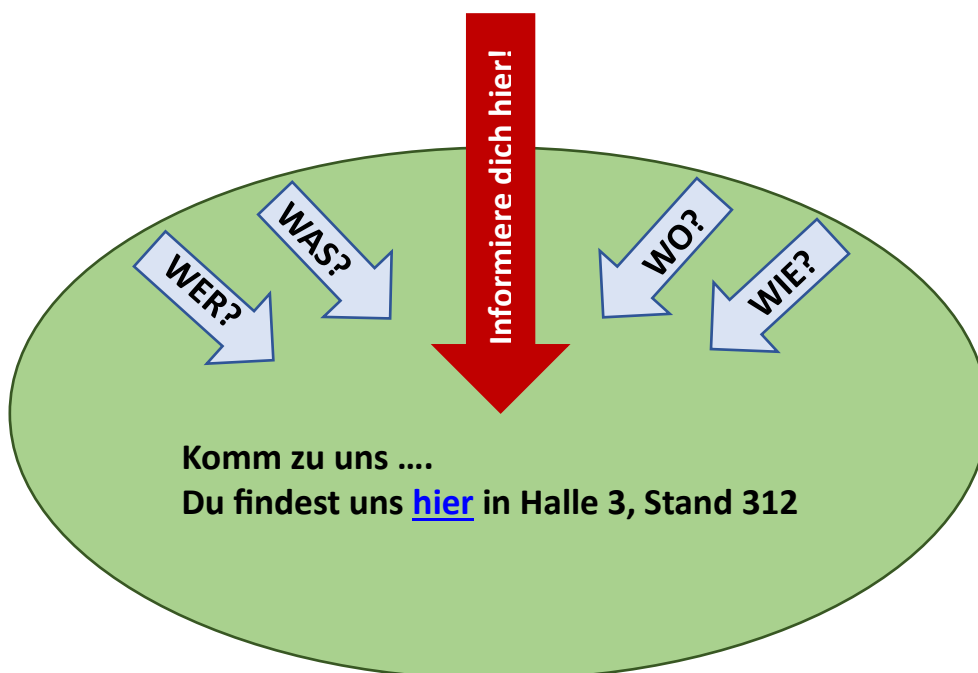 Informiere dich hier!
WER?
WAS?
WO?
WIE?
Komm zu uns ....
Du findest uns hier in Halle 3, Stand 312